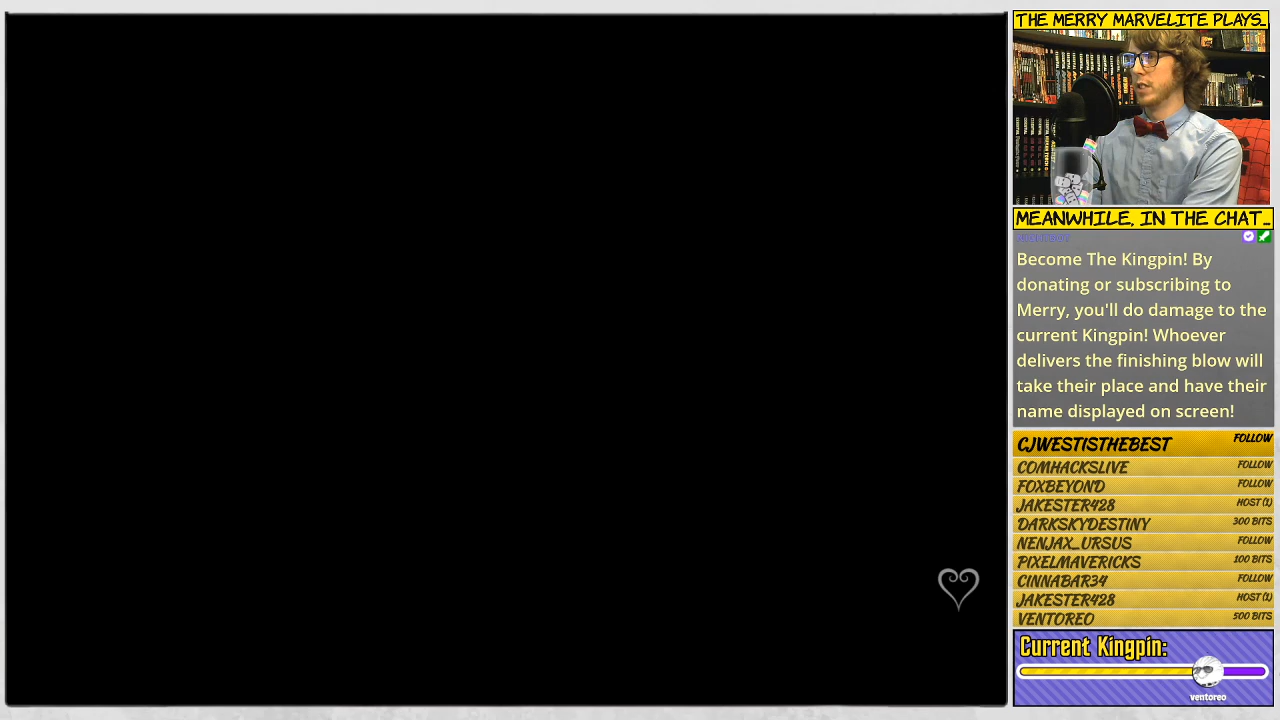 THE MERRY MARVELITE PLAYS...
MEANWHILE, IN THE CHAT...
Become The Kingpin! By
donating or subscribing to
Merry, you'll do damage to the
current Kingpin! Whoever
delivers the finishing blow will
take their place and have their
name displayed on screen!
CJWESTISTHEBEST FOLLOW
COMHACKSLIVE FOLLOW
FOXBEYOND FOLLOW
JAKESTER428 HOST (1)
DARKSKYDESTINY 300 BITS
NENJAX_URSUS FOLLOW
PIXELMAVERICKS 100 BITS
CINNABAR34 FOLLOW
JAKESTER428 HOST (1)
VENTOREO 500 BITS
Current Kingpin:
ventoreo